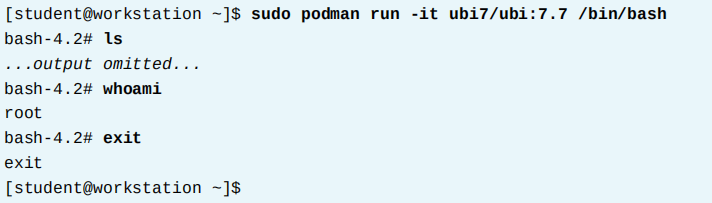 [student@workstation ~]$ sudo podman run -it ubi7/ubi:7.7 /bin/bash
bash-4.2# ls
...output omitted...
bash-4.2# whoami
root
bash-4.2# exit
exit
[student@workstation ~]$